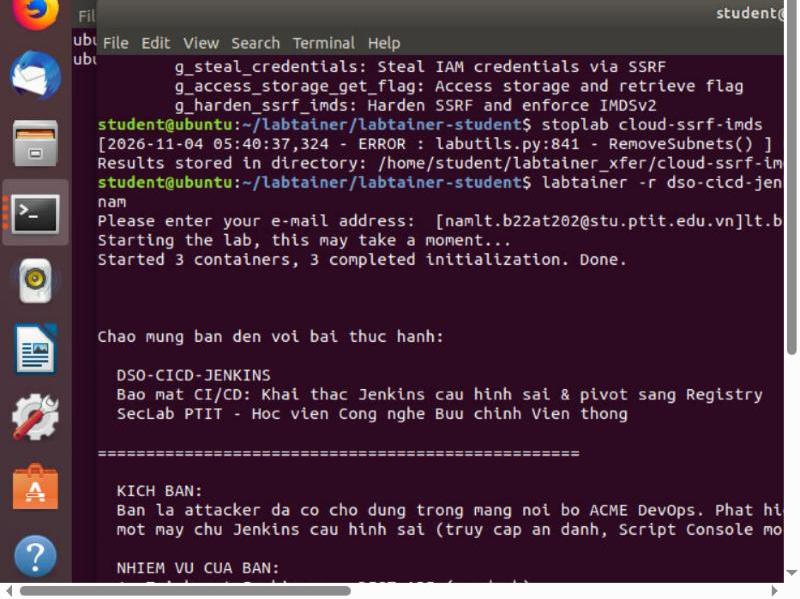 Fil
student@
ubu
ubu
File Edit View Search Terminal Help
g_steal_credentials: Steal IAM credentials via SSRF
g_access_storage_get_flag: Access storage and retrieve flag
g_harden_ssrf_imds: Harden SSRF and enforce IMDSv2
student@ubuntu:~/labtainer/labtainer-student$ stoplab cloud-ssrf-imds
[2026-11-04 05:40:37,324 - ERROR : labutils.py:841 - RemoveSubnets() ]
Results stored in directory: /home/student/labtainer_xfer/cloud-ssrf-im
student@ubuntu:~/labtainer/labtainer-student$ labtainer -r dso-cicd-jen
nam
Please enter your e-mail address:  [namlt.b22at202@stu.ptit.edu.vn]lt.b
Starting the lab, this may take a moment...
Started 3 containers, 3 completed initialization. Done.
Chao mung ban den voi bai thuc hanh:
DSO-CICD-JENKINS
Bao mat CI/CD: Khai thac Jenkins cau hinh sai & pivot sang Registry
SecLab PTIT - Hoc vien Cong nghe Buu chinh Vien thong
==================================================
KICH BAN:
Ban la attacker da co cho dung trong mang noi bo ACME DevOps. Phat hi
mot may chu Jenkins cau hinh sai (truy cap an danh, Script Console mo
NHIEM VU CUA BAN: